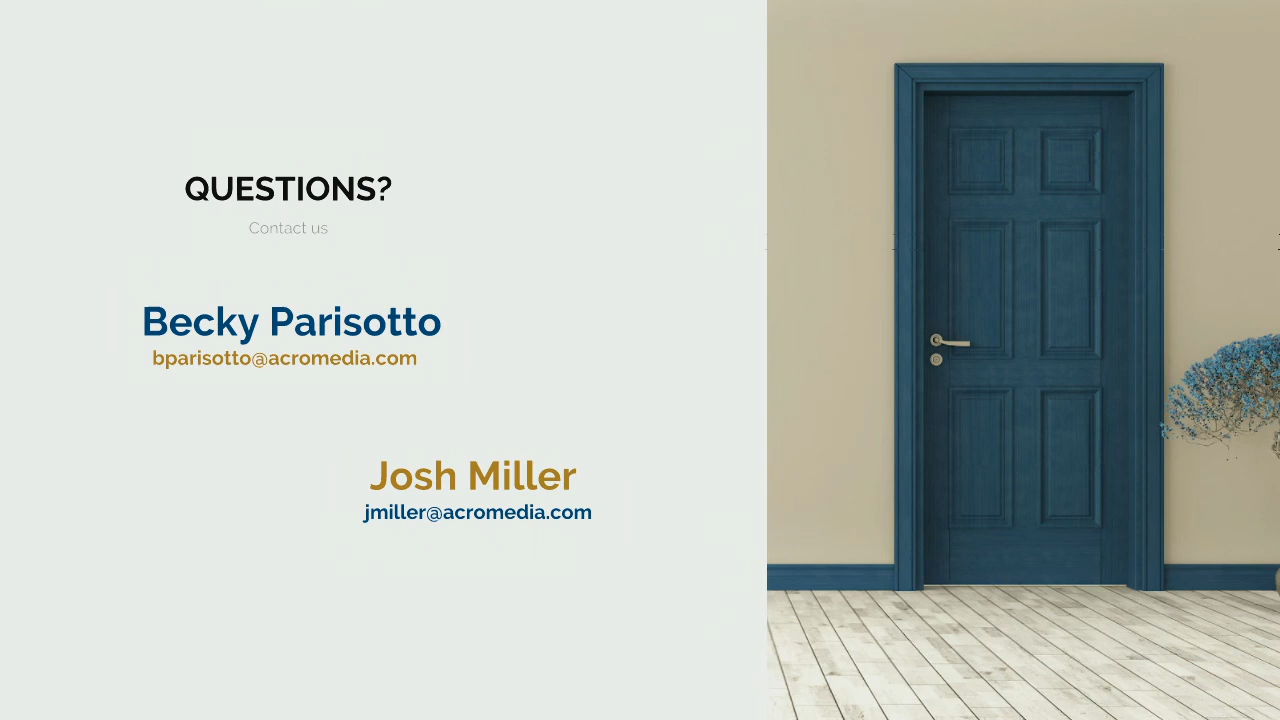 QUESTIONS?
Contact us
Becky Parisotto
bparisotto@acromedia.com
Josh Miller
jmiller@acromedia.com